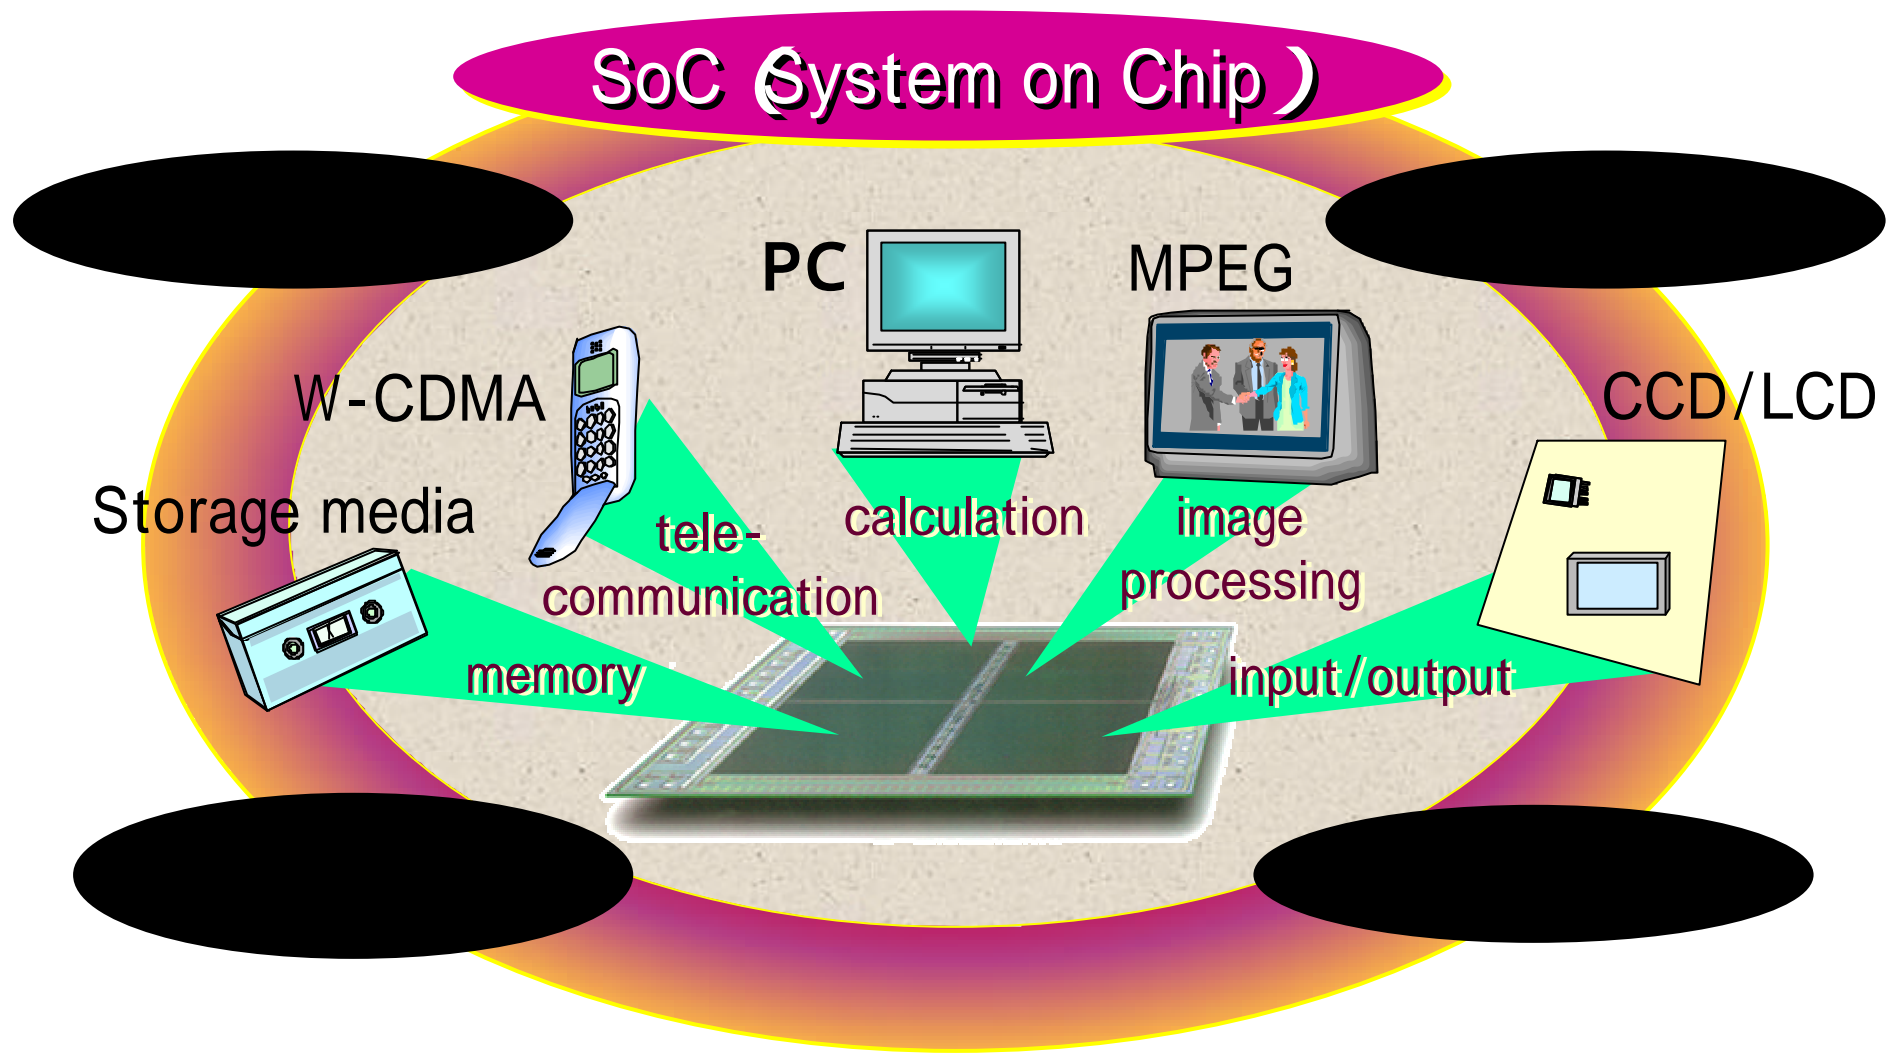 SoC (System on Chip)
PC
MPEG
W-CDMA
CCD/LCD
Storage media
tele-
communication
calculation
image
processing
memory
input/output